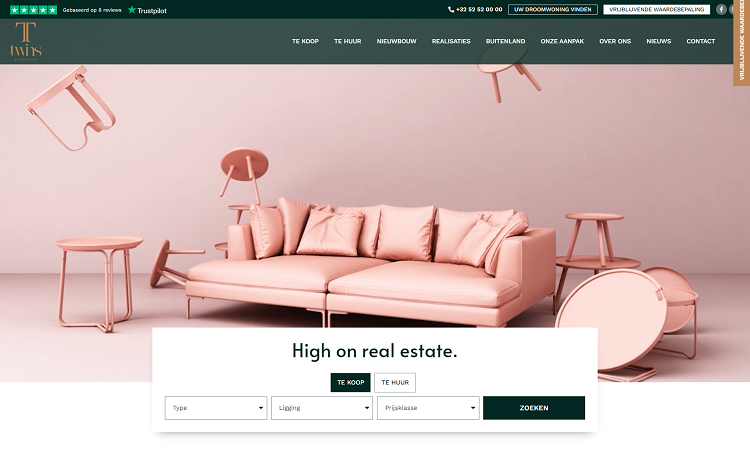 Gebaseerd op 8 reviews
Trustpilot
+32 52 52 00 00
UW DROOMWONING VINDEN
VRIJBLIJVENDE WAARDEBEPALING
T
twins
TE KOOP
TE HUUR
NIEUWBOUW
REALISATIES
BUITENLAND
ONZE AANPAK
OVER ONS
NIEUWS
CONTACT
VRIJBLIJVENDE
High on real estate.
TE KOOP
TE HUUR
Type
Ligging
Prijsklasse
ZOEKEN